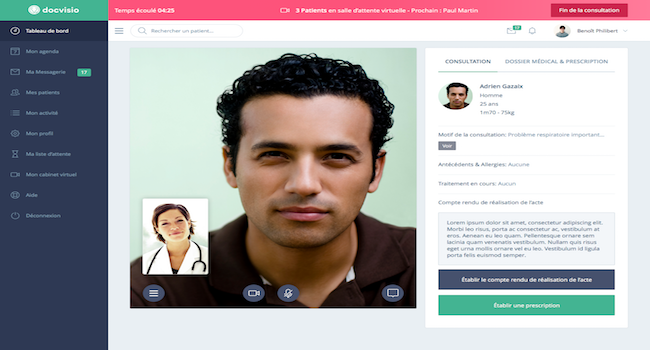 docvisio
Temps écoulé 04:25
3 Patients en salle d'attente virtuelle - Prochain : Paul Martin
Fin de la consultation
Tableau de bord
Mon agenda
Ma Messagerie 17
Mes patients
Mon activité
Mon profil
Ma liste d'attente
Mon cabinet virtuel
Aide
Déconnexion
Rechercher un patient...
17
Benoît Philibert
CONSULTATION
DOSSIER MÉDICAL & PRESCRIPTION
Adrien Gazaix
Homme
25 ans
1m70 - 75kg
Motif de la consultation: Problème respiratoire important...
Voir
Antécédents & Allergies: Aucune
Traitement en cours: Aucun
Compte rendu de réalisation de l'acte
Lorem ipsum dolor sit amet, consectetur adipiscing elit.
Morbi leo risus, porta ac consectetur ac, vestibulum at
eros. Aenean eu leo quam. Pellentesque ornare sem
lacinia quam venenatis vestibulum. Nullam quis risus
eget urna mollis ornare vel eu leo. Vestibulum id ligula
porta felis euismod semper.
Établir le compte rendu de réalisation de l'acte
Établir une prescription